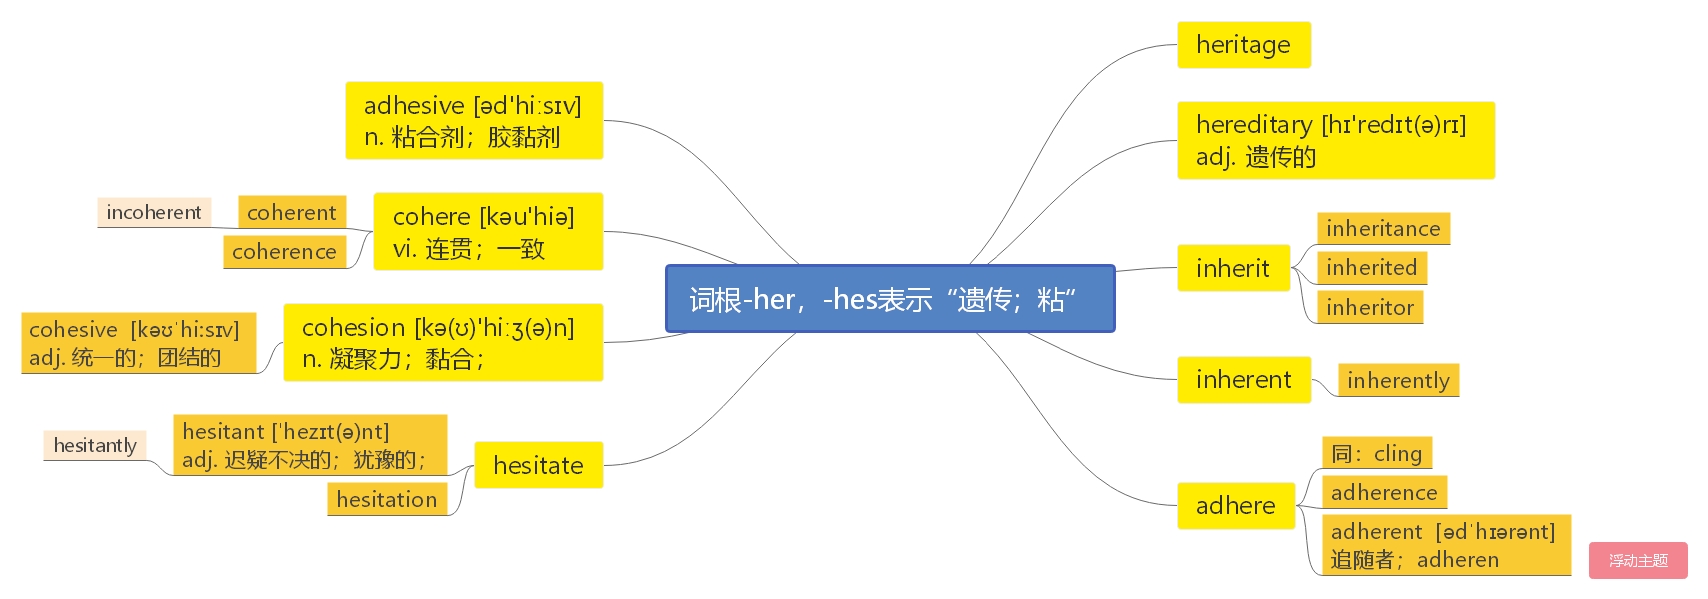 词根-her，-hes表示“遗传；粘”
heritage
hereditary [hɪ'redɪt(ə)rɪ]
adj. 遗传的
inherit
inheritance
inherited
inheritor
inherent
inherently
adhere
同：cling
adherence
adherent  [ədˈhɪərənt]
追随者；adheren
adhesive [əd'hiːsɪv]
n. 粘合剂；胶黏剂
cohere [kəu'hiə]
vi. 连贯；一致
coherent
incoherent
coherence
cohesion [kə(ʊ)'hiːʒ(ə)n]
n. 凝聚力；黏合；
cohesive  [kəʊˈhi:sɪv]
adj. 统一的；团结的
hesitate
hesitant [ˈhezɪt(ə)nt]
adj. 迟疑不决的；犹豫的；
hesitantly
hesitation
浮动主题